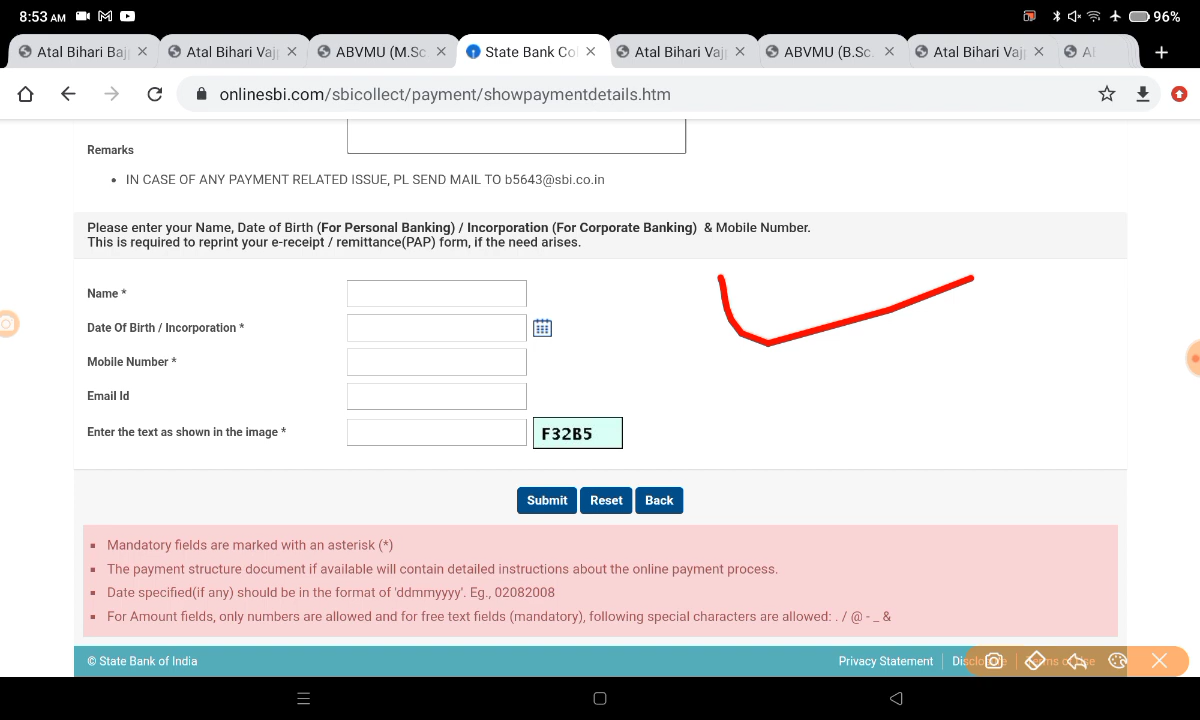 8:53 AM
96%
Atal Bihari Baj
Atal Bihari Vaj
ABVMU (M.Sc.
State Bank Col
Atal Bihari Vaj
ABVMU (B.Sc.
Atal Bihari Vaj
onlinesbi.com/sbicollect/payment/showpaymentdetails.htm
Remarks
• IN CASE OF ANY PAYMENT RELATED ISSUE, PL SEND MAIL TO b5643@sbi.co.in
Please enter your Name, Date of Birth (For Personal Banking) / Incorporation (For Corporate Banking) & Mobile Number.
This is required to reprint your e-receipt / remittance(PAP) form, if the need arises.
Name *
Date Of Birth / Incorporation *
Mobile Number *
Email Id
Enter the text as shown in the image *
F32B5
Submit Reset Back
▪ Mandatory fields are marked with an asterisk (*)
▪ The payment structure document if available will contain detailed instructions about the online payment process.
▪ Date specified(if any) should be in the format of 'ddmmyyyy'. Eg., 02082008
▪ For Amount fields, only numbers are allowed and for free text fields (mandatory), following special characters are allowed: . / @ - _ &
© State Bank of India
Privacy Statement | Disclosure | Terms of Use